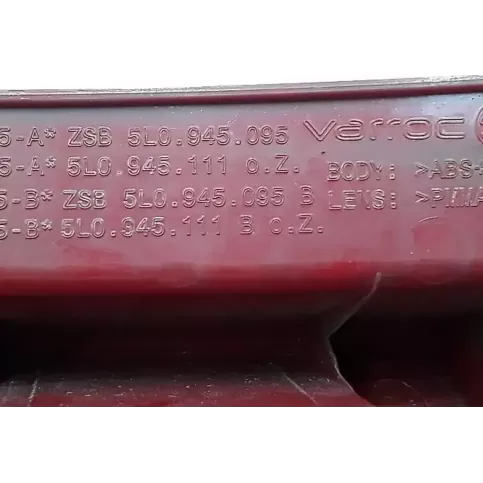 5-A* ZSB 5L0.945.095 varroc
5-A* 5L0.945.111 o.Z. BODY: >ABS+
5-B* ZSB 5L0.945.095 B LENS: >PMMA
5-B* 5L0.945.111 B o.Z.